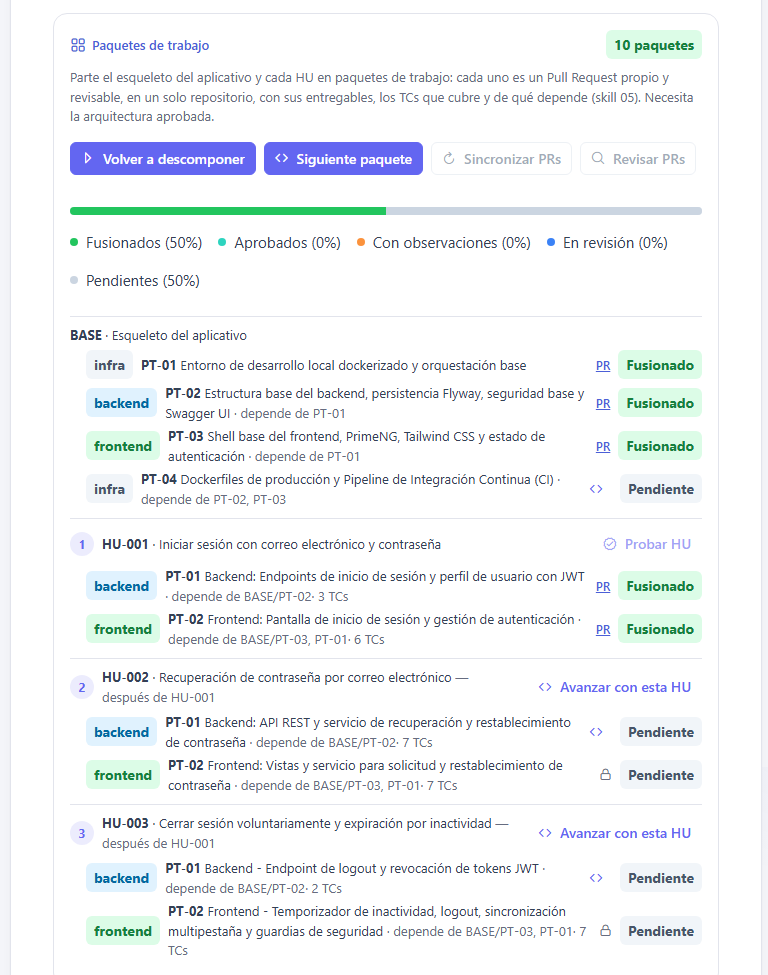 Paquetes de trabajo
10 paquetes
Parte el esqueleto del aplicativo y cada HU en paquetes de trabajo: cada uno es un Pull Request propio y
revisable, en un solo repositorio, con sus entregables, los TCs que cubre y de qué depende (skill 05). Necesita
la arquitectura aprobada.
Volver a descomponer
Siguiente paquete
Sincronizar PRs
Revisar PRs
Fusionados (50%)
Aprobados (0%)
Con observaciones (0%)
En revisión (0%)
Pendientes (50%)
BASE · Esqueleto del aplicativo
infra
PT-01 Entorno de desarrollo local dockerizado y orquestación base
PR
Fusionado
backend
PT-02 Estructura base del backend, persistencia Flyway, seguridad base y
Swagger UI · depende de PT-01
PR
Fusionado
frontend
PT-03 Shell base del frontend, PrimeNG, Tailwind CSS y estado de
autenticación · depende de PT-01
PR
Fusionado
infra
PT-04 Dockerfiles de producción y Pipeline de Integración Continua (CI) ·
depende de PT-02, PT-03
Pendiente
1
HU-001 · Iniciar sesión con correo electrónico y contraseña
Probar HU
backend
PT-01 Backend: Endpoints de inicio de sesión y perfil de usuario con JWT
· depende de BASE/PT-02· 3 TCs
PR
Fusionado
frontend
PT-02 Frontend: Pantalla de inicio de sesión y gestión de autenticación ·
depende de BASE/PT-03, PT-01· 6 TCs
PR
Fusionado
2
HU-002 · Recuperación de contraseña por correo electrónico —
después de HU-001
Avanzar con esta HU
backend
PT-01 Backend: API REST y servicio de recuperación y restablecimiento
de contraseña · depende de BASE/PT-02· 7 TCs
Pendiente
frontend
PT-02 Frontend: Vistas y servicio para solicitud y restablecimiento de
contraseña · depende de BASE/PT-03, PT-01· 7 TCs
Pendiente
3
HU-003 · Cerrar sesión voluntariamente y expiración por inactividad —
después de HU-001
Avanzar con esta HU
backend
PT-01 Backend - Endpoint de logout y revocación de tokens JWT ·
depende de BASE/PT-02· 2 TCs
Pendiente
frontend
PT-02 Frontend - Temporizador de inactividad, logout, sincronización
multipestaña y guardias de seguridad · depende de BASE/PT-03, PT-01· 7
TCs
Pendiente